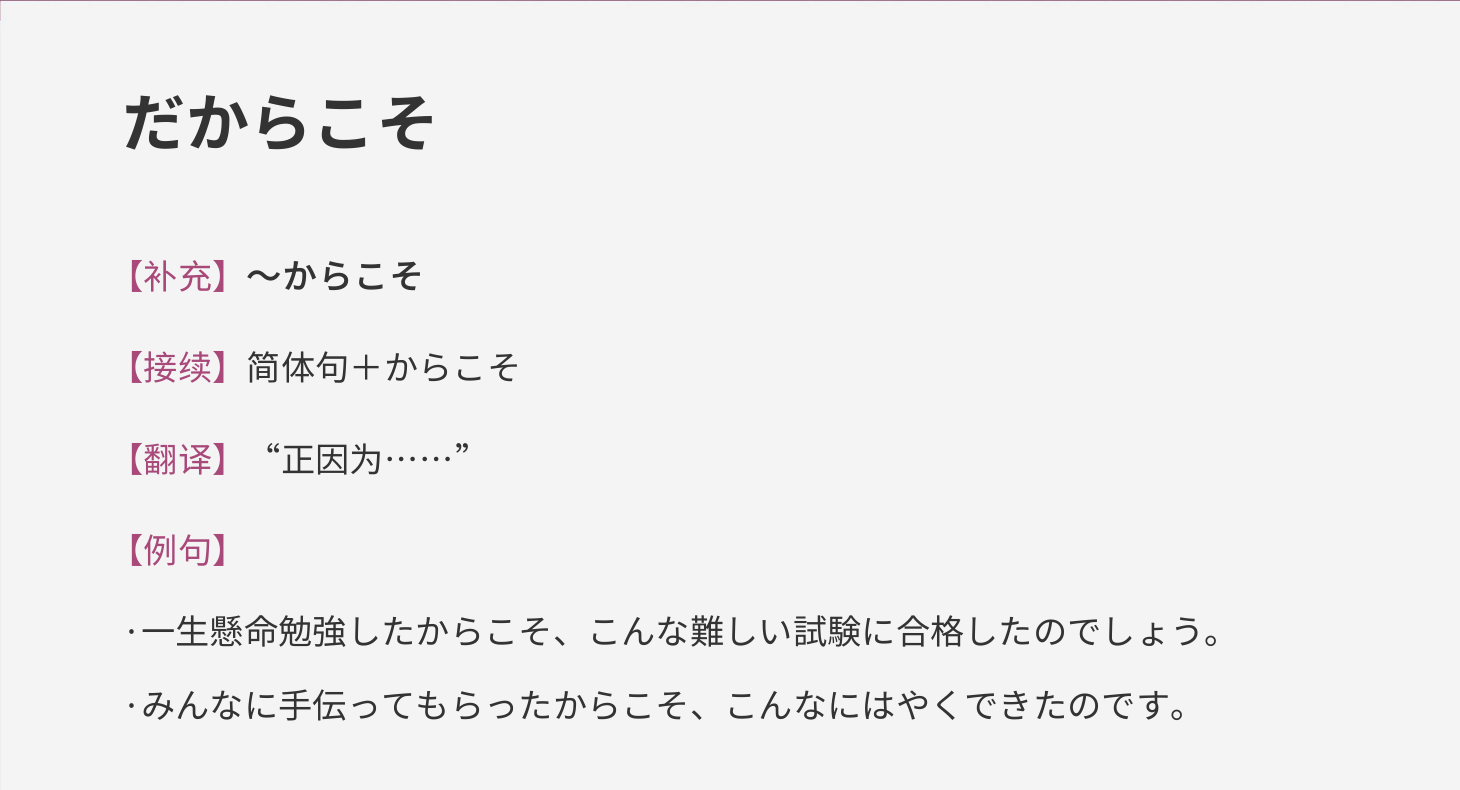 だからこそ
【补充】～からこそ
【接续】简体句＋からこそ
【翻译】 “正因为……”
【例句】
·一生懸命勉強したからこそ、こんな難しい試験に合格したのでしょう。
·みんなに手伝ってもらったからこそ、こんなにはやくできたのです。